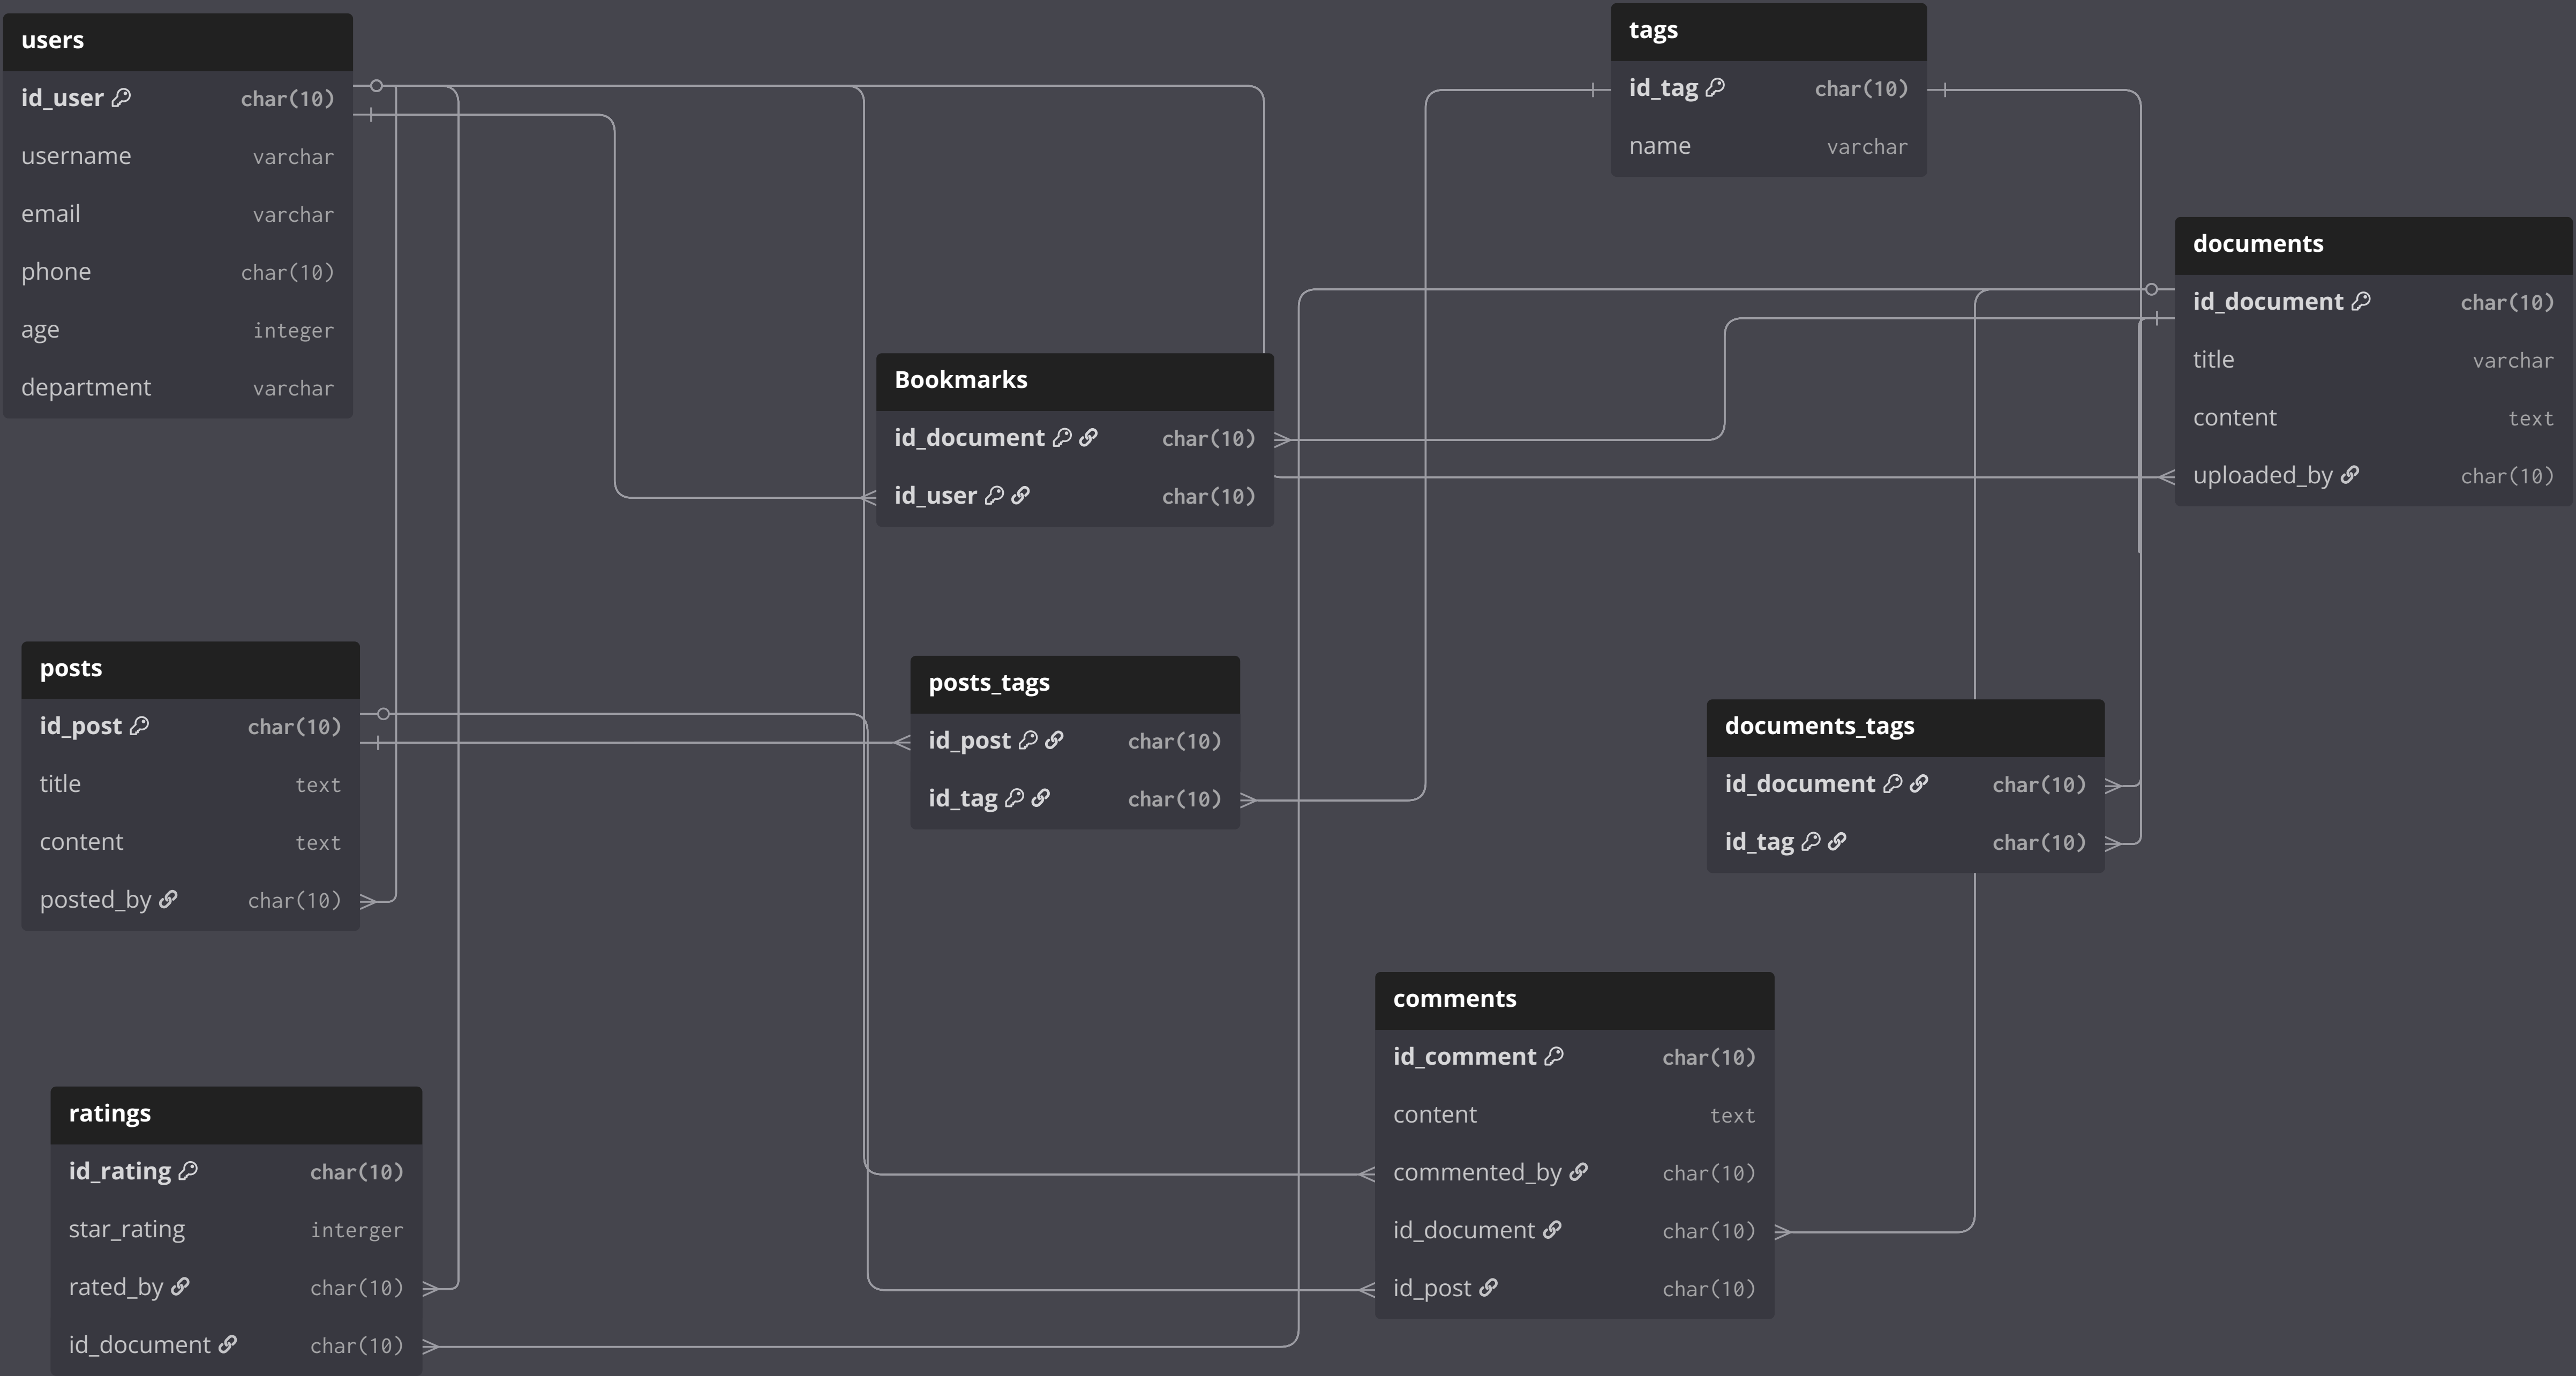 users
id_user char(10)
username varchar
email varchar
phone char(10)
age integer
department varchar
tags
id_tag char(10)
name varchar
documents
id_document char(10)
title varchar
content text
uploaded_by char(10)
Bookmarks
id_document char(10)
id_user char(10)
posts
id_post char(10)
title text
content text
posted_by char(10)
posts_tags
id_post char(10)
id_tag char(10)
documents_tags
id_document char(10)
id_tag char(10)
comments
id_comment char(10)
content text
commented_by char(10)
id_document char(10)
id_post char(10)
ratings
id_rating char(10)
star_rating interger
rated_by char(10)
id_document char(10)